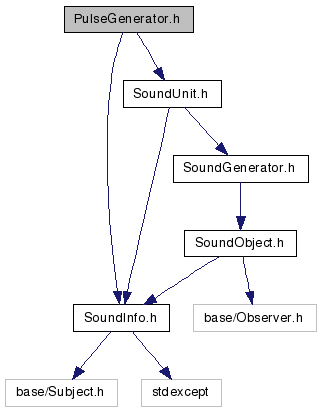 PulseGenerator.h
SoundUnit.h
SoundGenerator.h
SoundObject.h
SoundInfo.h
base/Observer.h
base/Subject.h
stdexcept